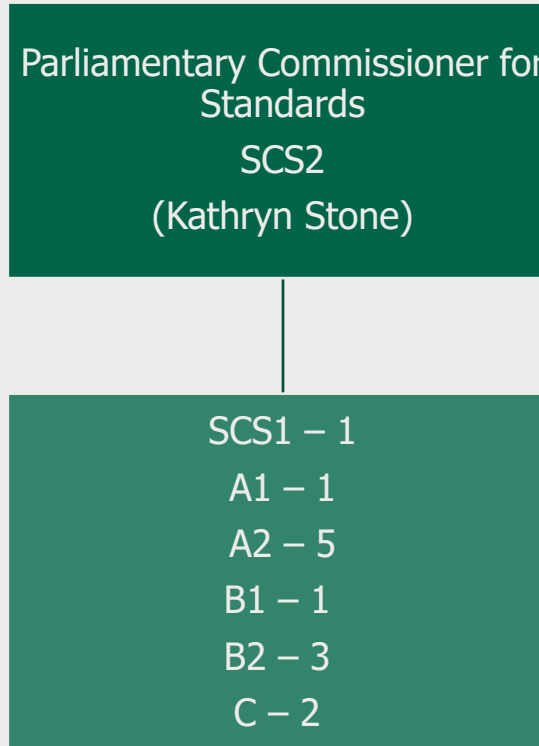 Parliamentary Commissioner for
Standards
SCS2
(Kathryn Stone)
SCS1 – 1
A1 – 1
A2 – 5
B1 – 1
B2 – 3
C – 2